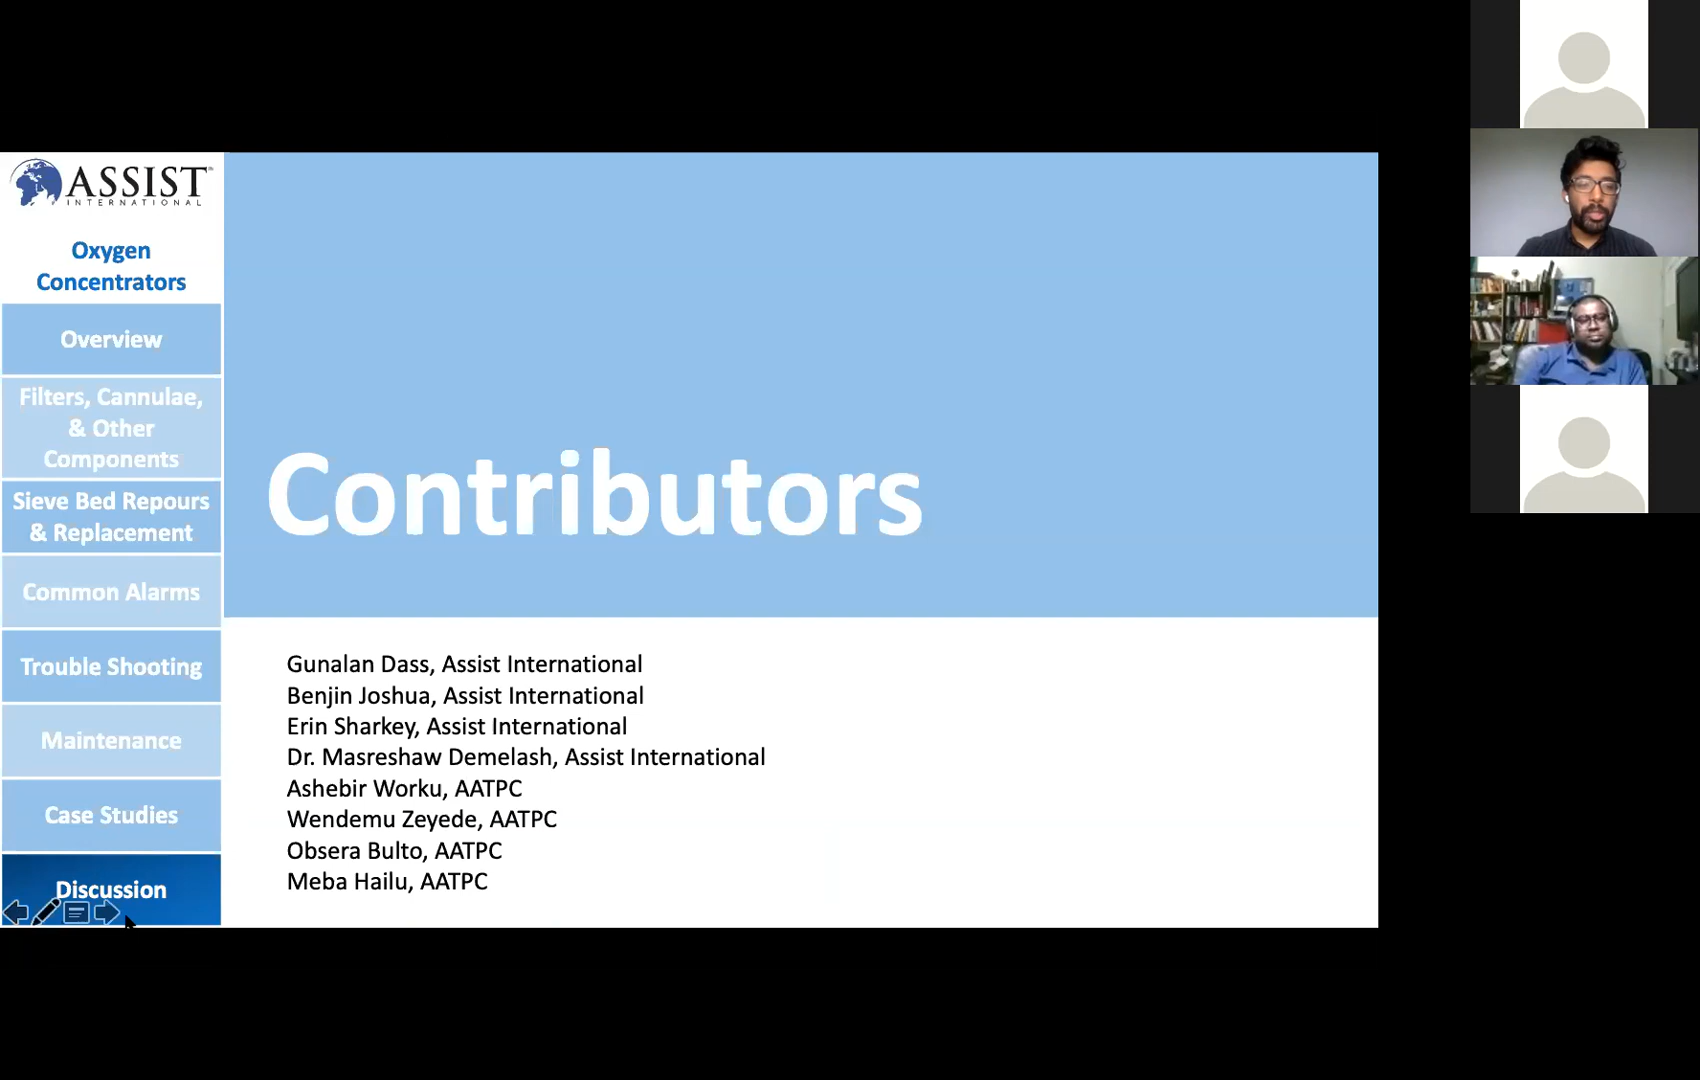 ASSIST
INTERNATIONAL
Oxygen
Concentrators
Overview
Filters, Cannulae,
& Other
Components
Sieve Bed Repours
& Replacement
Common Alarms
Trouble Shooting
Maintenance
Case Studies
Discussion
Contributors
Gunalan Dass, Assist International
Benjin Joshua, Assist International
Erin Sharkey, Assist International
Dr. Masreshaw Demelash, Assist International
Ashebir Worku, AATPC
Wendemu Zeyede, AATPC
Obsera Bulto, AATPC
Meba Hailu, AATPC